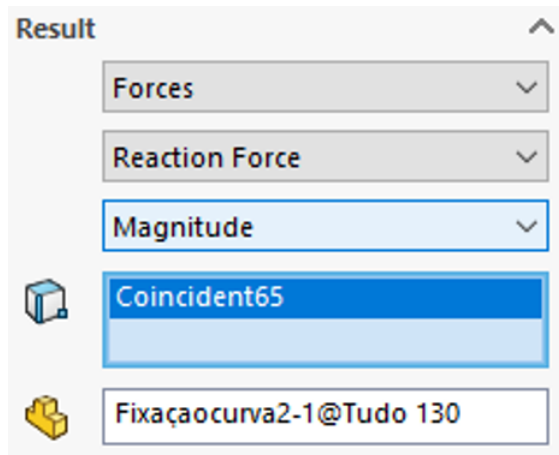 Result
Forces
Reaction Force
Magnitude
Coincident65
Fixaçaocurva2-1@Tudo 130